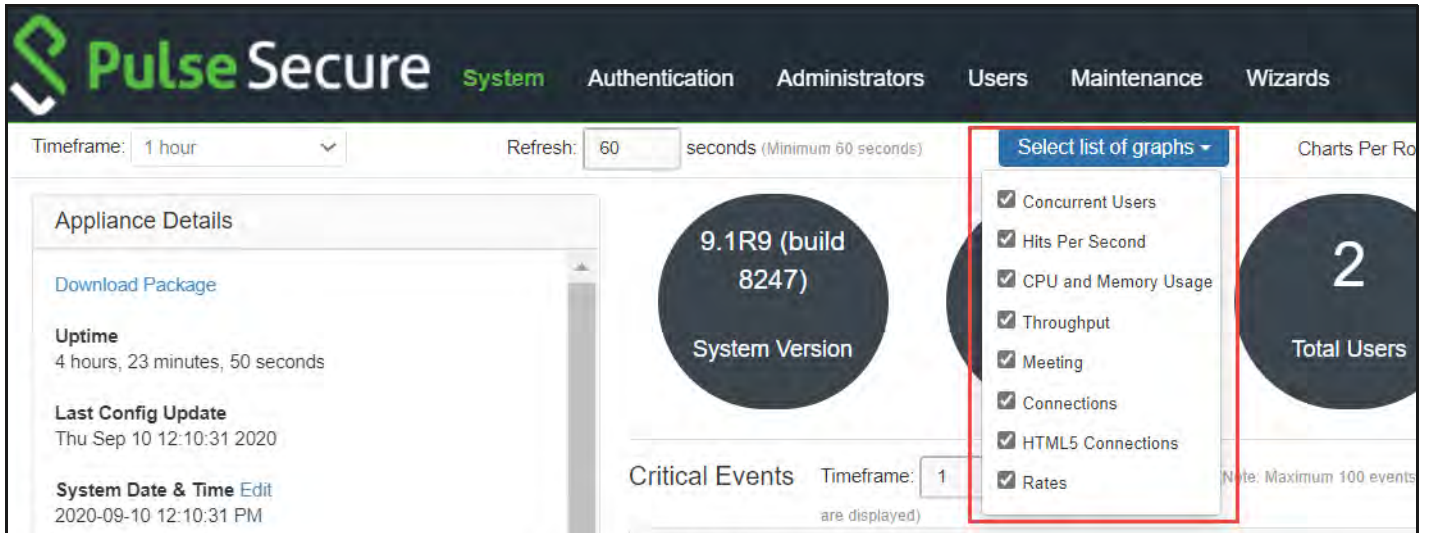 Pulse Secure System Authentication Administrators Users Maintenance Wizards
Timeframe: 1 hour Refresh: 60 seconds (Minimum 60 seconds) Select list of graphs Charts Per Ro
Appliance Details
Download Package
Uptime
4 hours, 23 minutes, 50 seconds
Last Config Update
Thu Sep 10 12:10:31 2020
System Date & Time Edit
2020-09-10 12:10:31 PM
9.1R9 (build
8247)
System Version
Concurrent Users
Hits Per Second
CPU and Memory Usage
Throughput
Meeting
Connections
HTML5 Connections
Rates
2
Total Users
Critical Events Timeframe: 1 (Note: Maximum 100 events
are displayed)